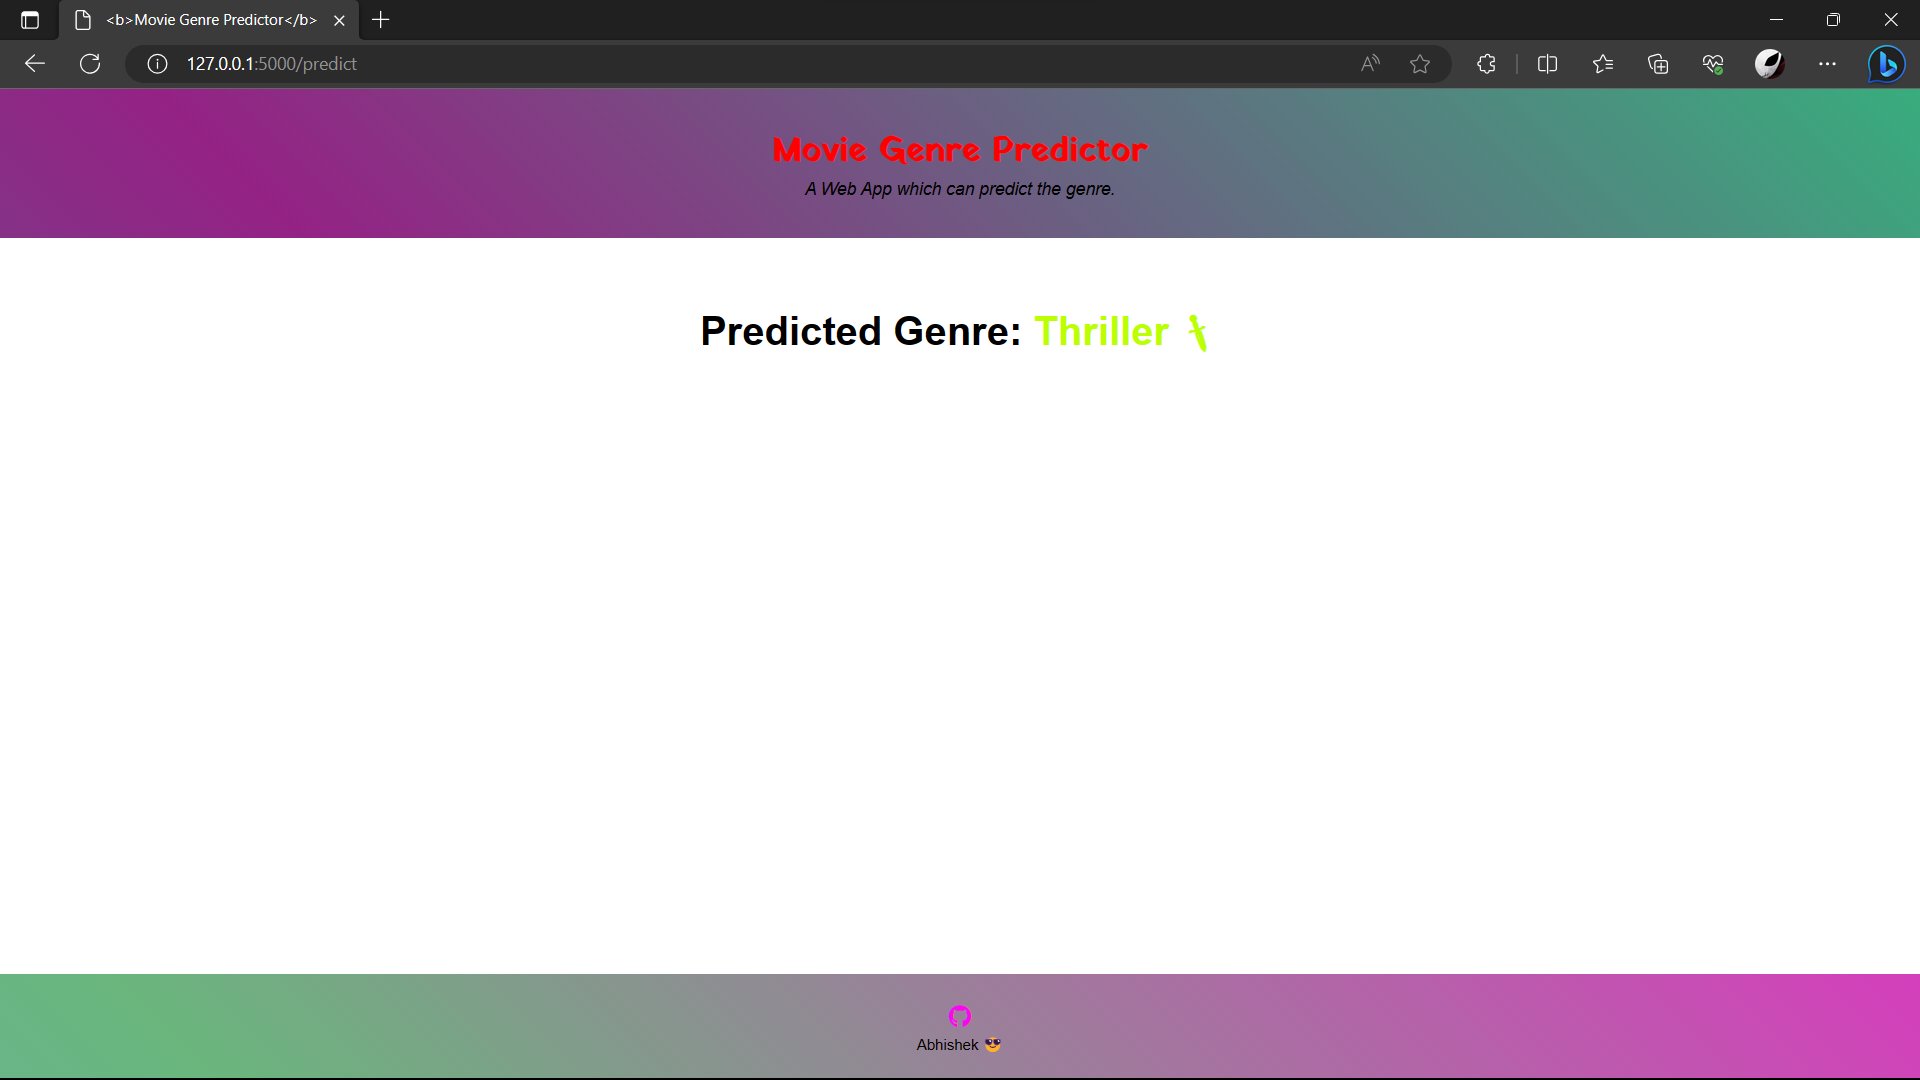 <b>Movie Genre Predictor</b>
127.0.0.1:5000/predict
Movie Genre Predictor
A Web App which can predict the genre.
Predicted Genre: Thriller
Abhishek 😎